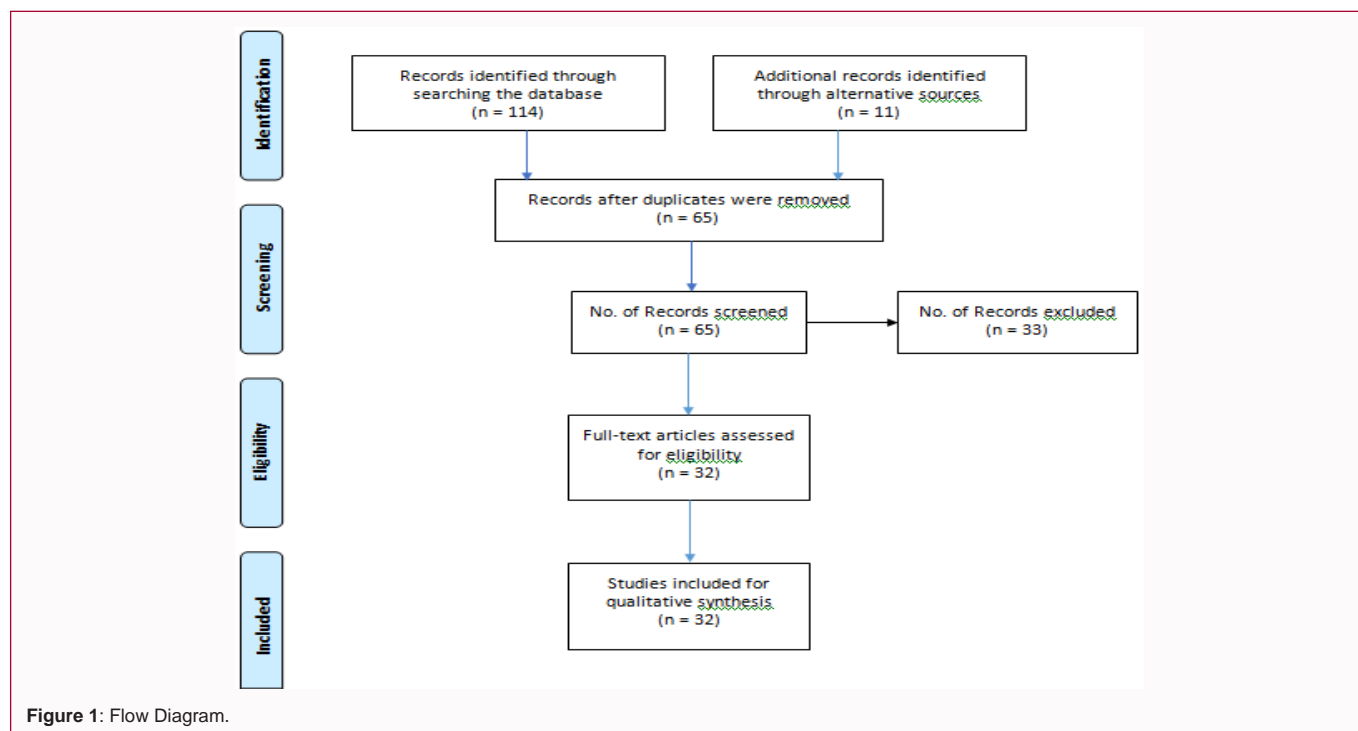 Identification
Records identified through
searching the database
(n = 114)
Additional records identified
through alternative sources
(n = 11)
Records after duplicates were removed
(n = 65)
Screening
No. of Records screened
(n = 65)
No. of Records excluded
(n = 33)
Eligibility
Full-text articles assessed
for eligibility
(n = 32)
Included
Studies included for
qualitative synthesis
(n = 32)
Figure 1: Flow Diagram.